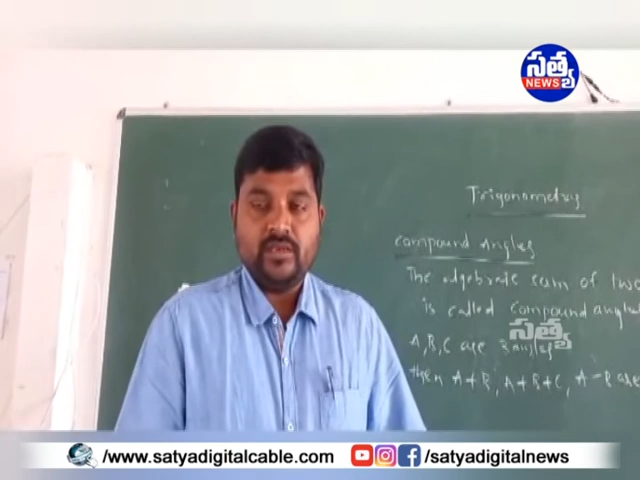 సత్య
NEWS
Trigonometry
compound Angles
The algebraic sum of two
is called compound angle
సత్య
A, B, C are 3 angles
then A+B, A+B+C, A-B are
/www.satyadigitalcable.com
/satyadigitalnews